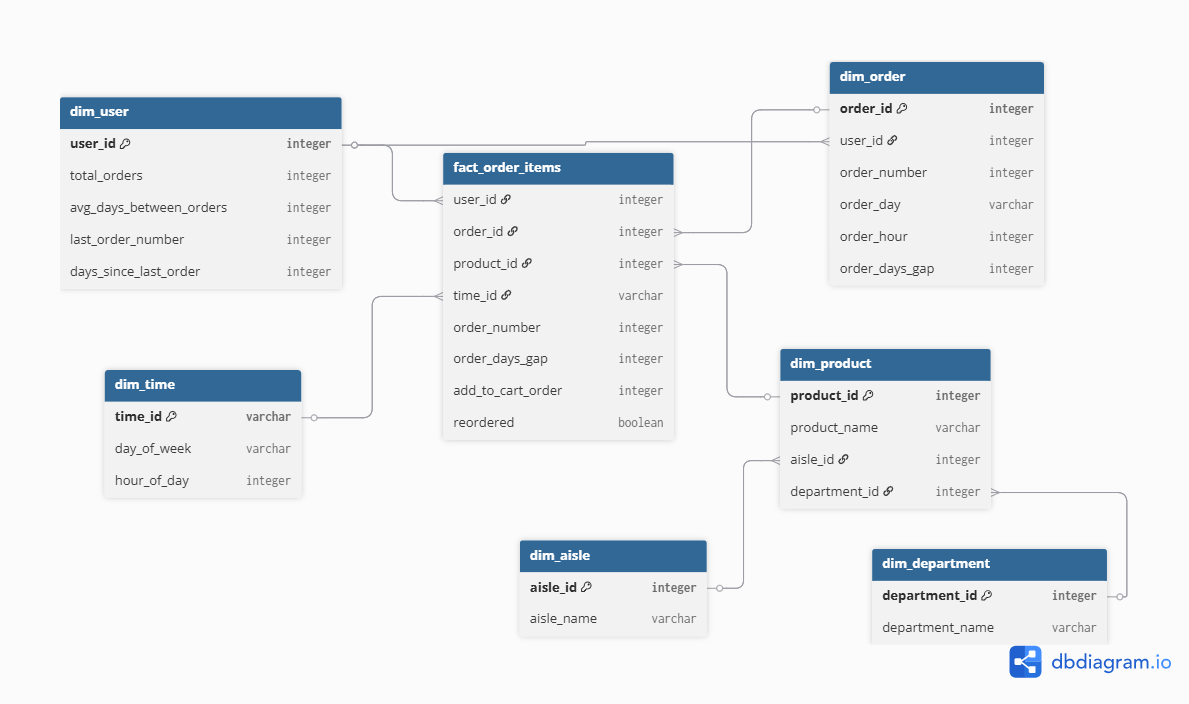 dim_user
user_id integer
total_orders integer
avg_days_between_orders integer
last_order_number integer
days_since_last_order integer
fact_order_items
user_id integer
order_id integer
product_id integer
time_id varchar
order_number integer
order_days_gap integer
add_to_cart_order integer
reordered boolean
dim_order
order_id integer
user_id integer
order_number integer
order_day varchar
order_hour integer
order_days_gap integer
dim_time
time_id varchar
day_of_week varchar
hour_of_day integer
dim_product
product_id integer
product_name varchar
aisle_id integer
department_id integer
dim_aisle
aisle_id integer
aisle_name varchar
dim_department
department_id integer
department_name varchar
dbdiagram.io